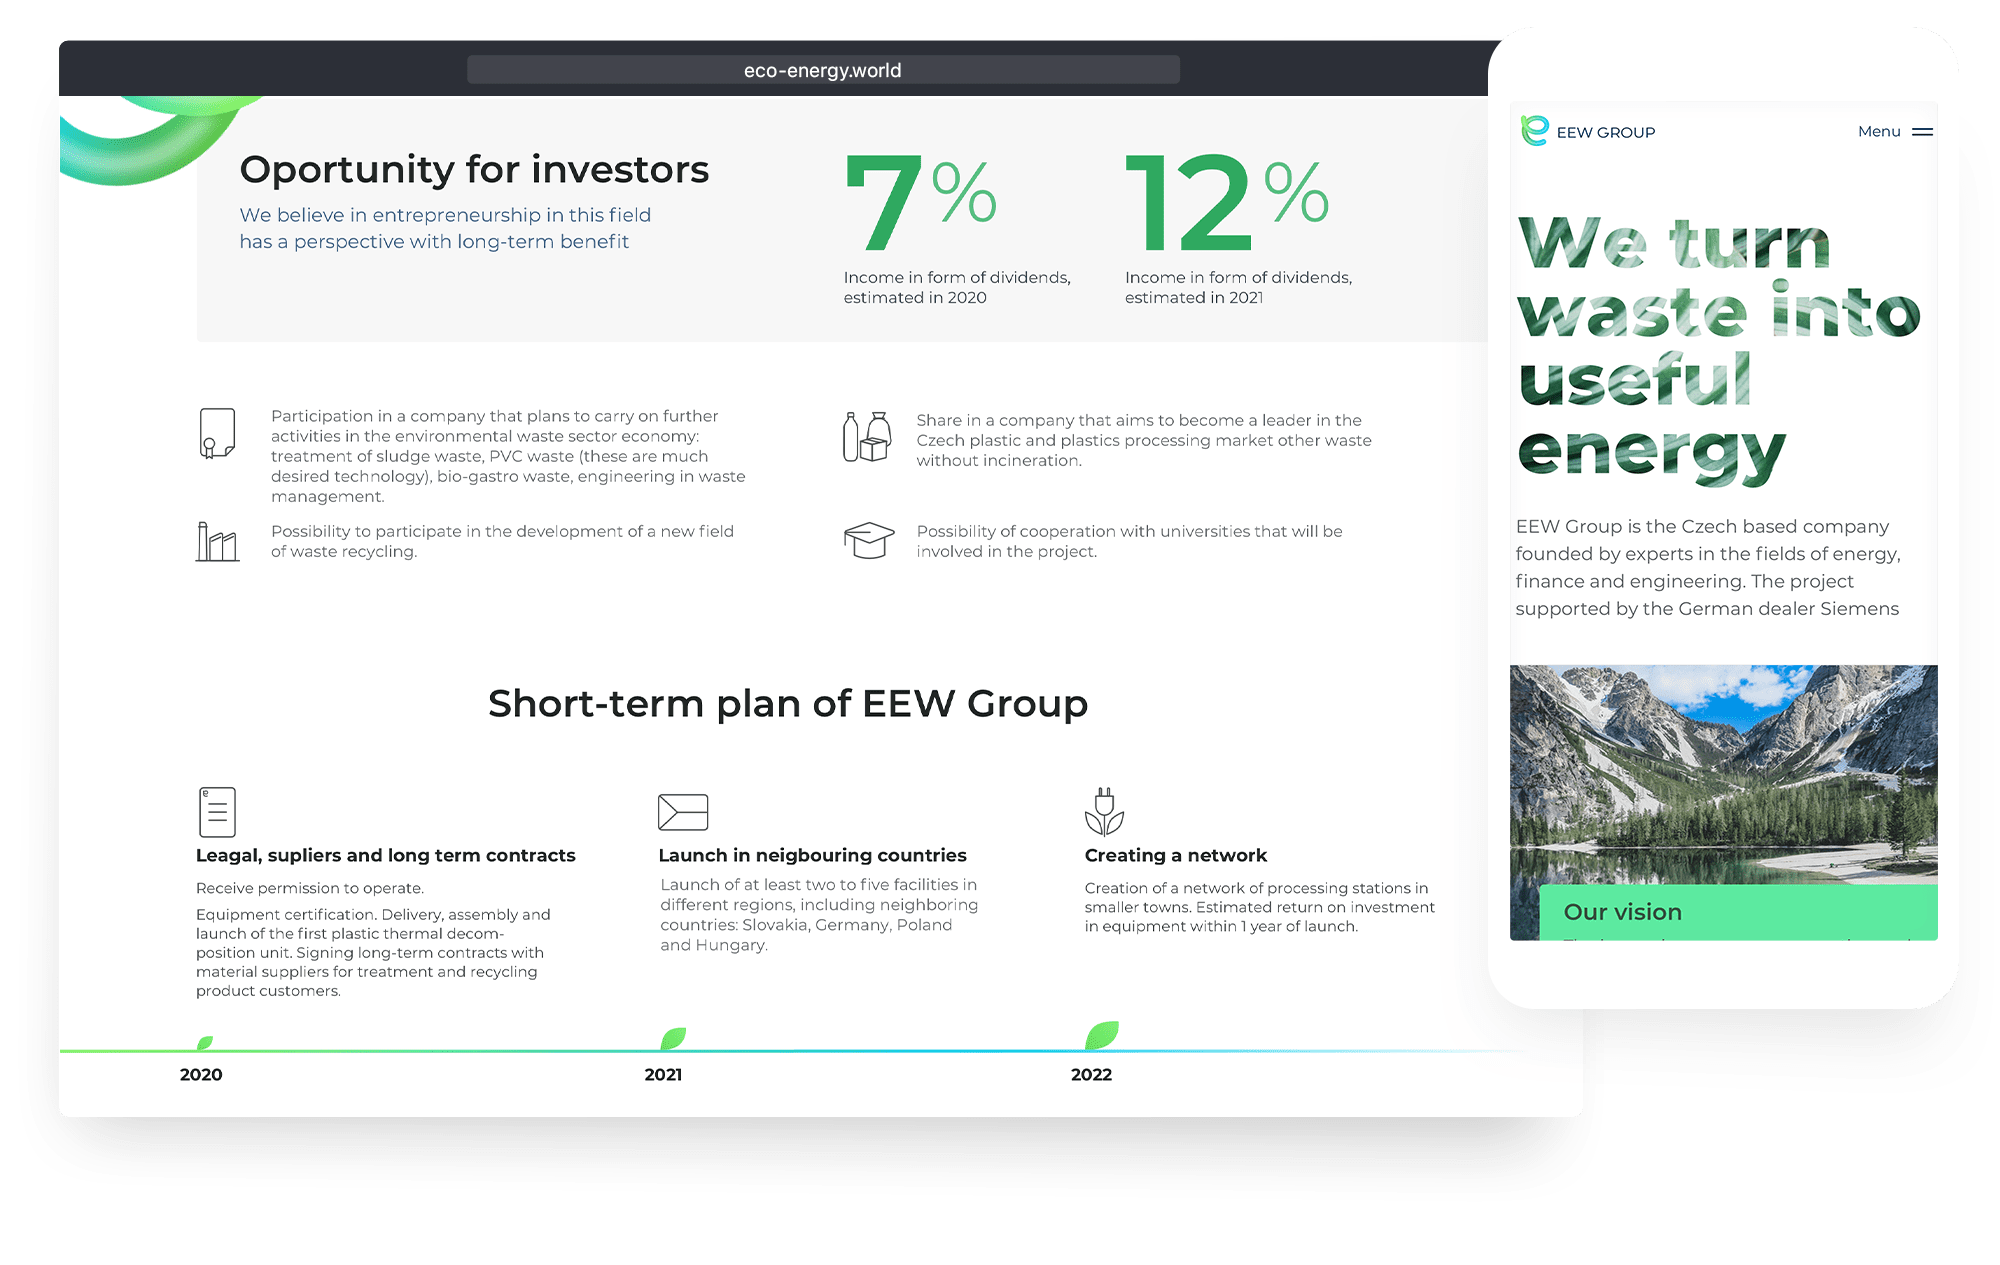 eco-energy.world
Oportunity for investors
We believe in entrepreneurship in this field
has a perspective with long-term benefit
7%
Income in form of dividends,
estimated in 2020
12%
Income in form of dividends,
estimated in 2021
Participation in a company that plans to carry on further
activities in the environmental waste sector economy:
treatment of sludge waste, PVC waste (these are much
desired technology), bio-gastro waste, engineering in waste
management.
Share in a company that aims to become a leader in the
Czech plastic and plastics processing market other waste
without incineration.
Possibility to participate in the development of a new field
of waste recycling.
Possibility of cooperation with universities that will be
involved in the project.
Short-term plan of EEW Group
Leagal, supliers and long term contracts
Receive permission to operate.
Equipment certification. Delivery, assembly and
launch of the first plastic thermal decom-
position unit. Signing long-term contracts with
material suppliers for treatment and recycling
product customers.
Launch in neigbouring countries
Launch of at least two to five facilities in
different regions, including neighboring
countries: Slovakia, Germany, Poland
and Hungary.
Creating a network
Creation of a network of processing stations in
smaller towns. Estimated return on investment
in equipment within 1 year of launch.
2020
2021
2022
EEW GROUP
Menu
We turn
waste into
useful
energy
EEW Group is the Czech based company
founded by experts in the fields of energy,
finance and engineering. The project
supported by the German dealer Siemens
Our vision